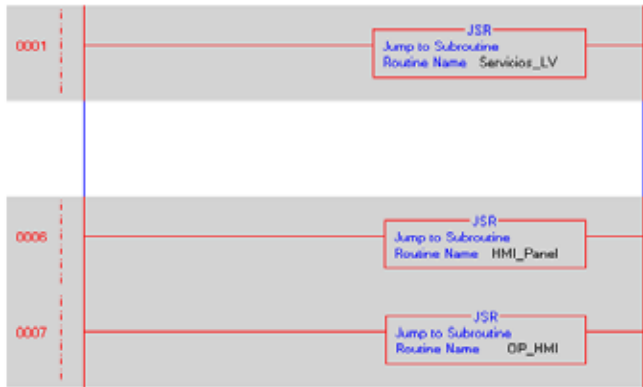 JSR
0001
Jump to Subroutine
Routine Name Servicios_LV
JSR
0006
Jump to Subroutine
Routine Name HMI_Panel
JSR
0007
Jump to Subroutine
Routine Name OP_HMI